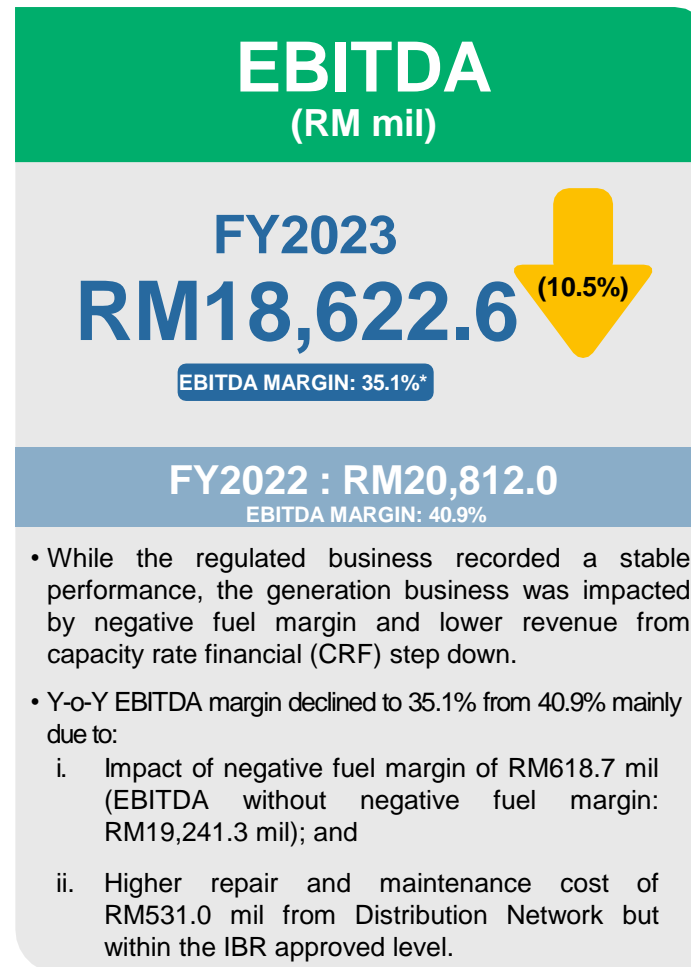 EBITDA
(RM mil)
FY2023
RM18,622.6
(10.5%)
EBITDA MARGIN: 35.1%*
FY2022 : RM20,812.0
EBITDA MARGIN: 40.9%
• While the regulated business recorded a stable
performance, the generation business was impacted
by negative fuel margin and lower revenue from
capacity rate financial (CRF) step down.
• Y-o-Y EBITDA margin declined to 35.1% from 40.9% mainly
due to:
i. Impact of negative fuel margin of RM618.7 mil
(EBITDA without negative fuel margin:
RM19,241.3 mil); and
ii. Higher repair and maintenance cost of
RM531.0 mil from Distribution Network but
within the IBR approved level.